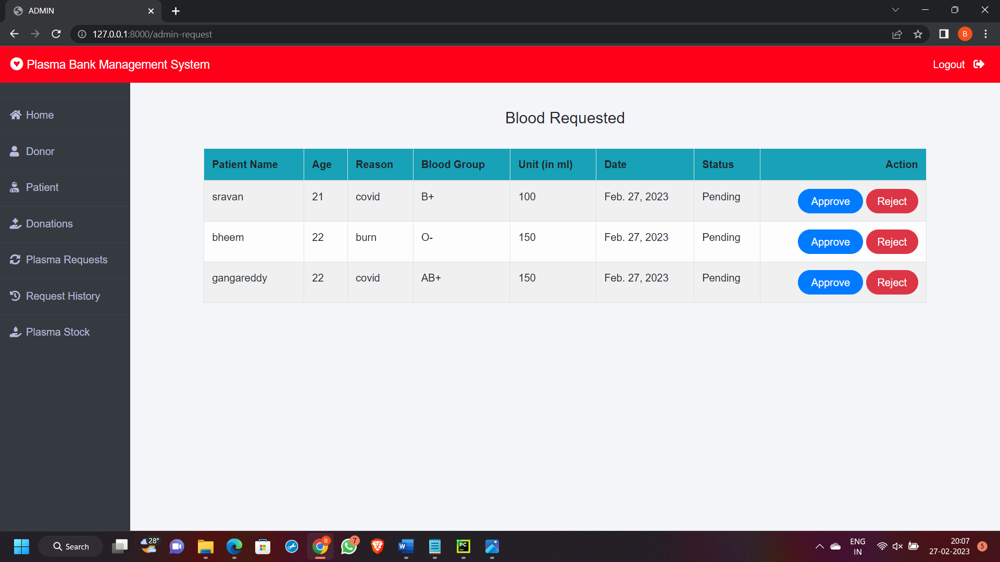 ADMIN
127.0.0.1:8000/admin-request
B
Plasma Bank Management System
Logout
Home
Donor
Patient
Donations
Plasma Requests
Request History
Plasma Stock
Blood Requested
Patient Name Age Reason Blood Group Unit (in ml) Date Status Action
sravan 21 covid B+ 100 Feb. 27, 2023 Pending Approve Reject
bheem 22 burn O- 150 Feb. 27, 2023 Pending Approve Reject
gangareddy 22 covid AB+ 150 Feb. 27, 2023 Pending Approve Reject
Search
28°
B
7
W
PC
ENG
IN
20:07
27-02-2023
5